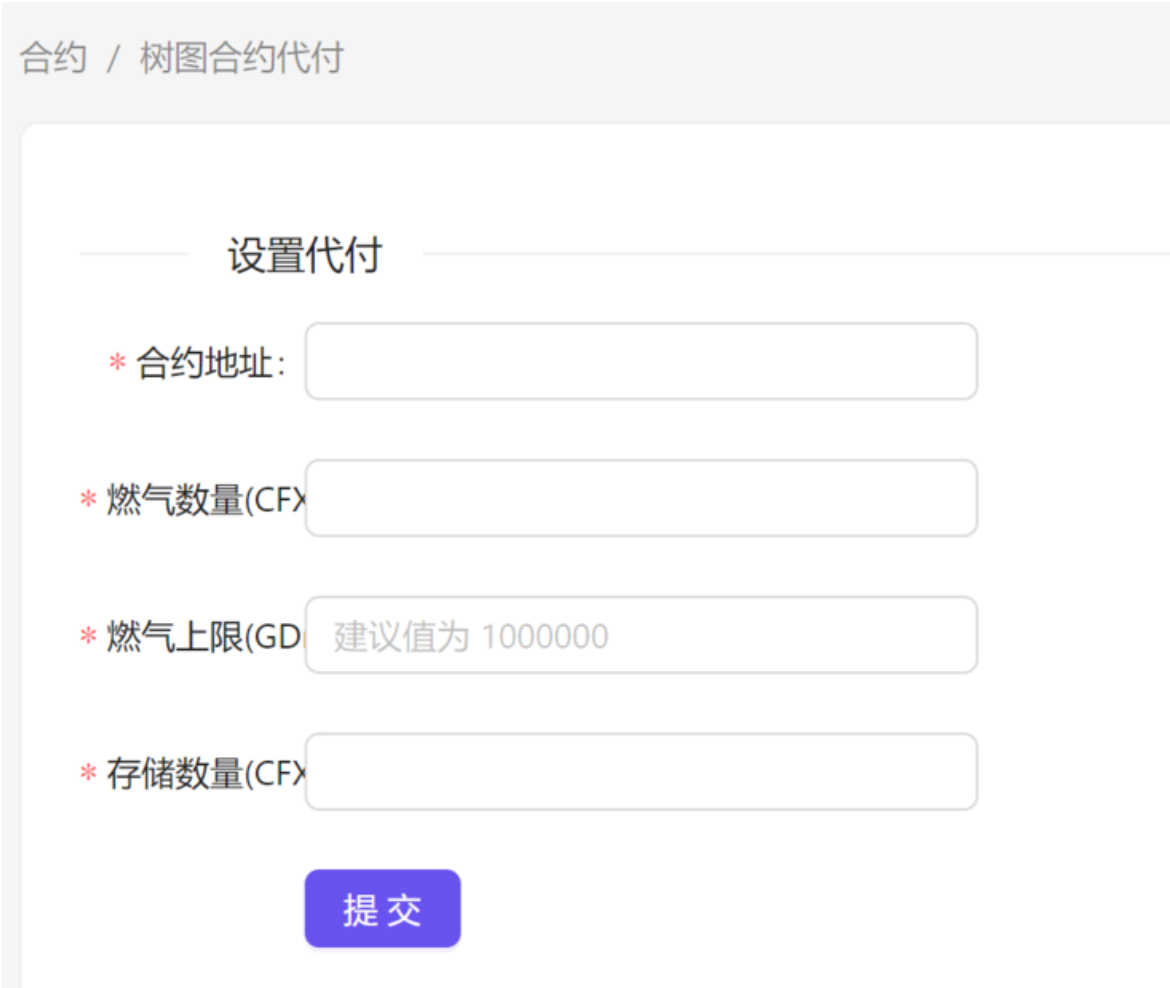 合约 / 树图合约代付
设置代付
* 合约地址:
* 燃气数量(CFX
* 燃气上限(GD 建议值为 1000000
* 存储数量(CFX
提 交